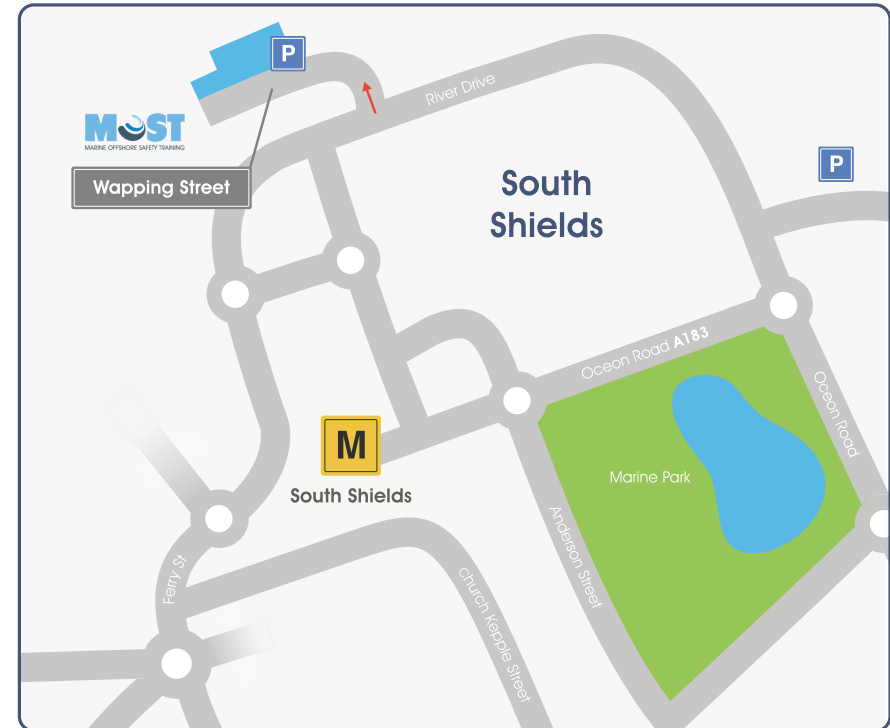 P
River Drive
MOST
MARINE OFFSHORE SAFETY TRAINING
P
Wapping Street
South
Shields
Oceon Road A183
Oceon Road
M
Marine Park
South Shields
Anderson Street
Ferry St
Church Kepple Street